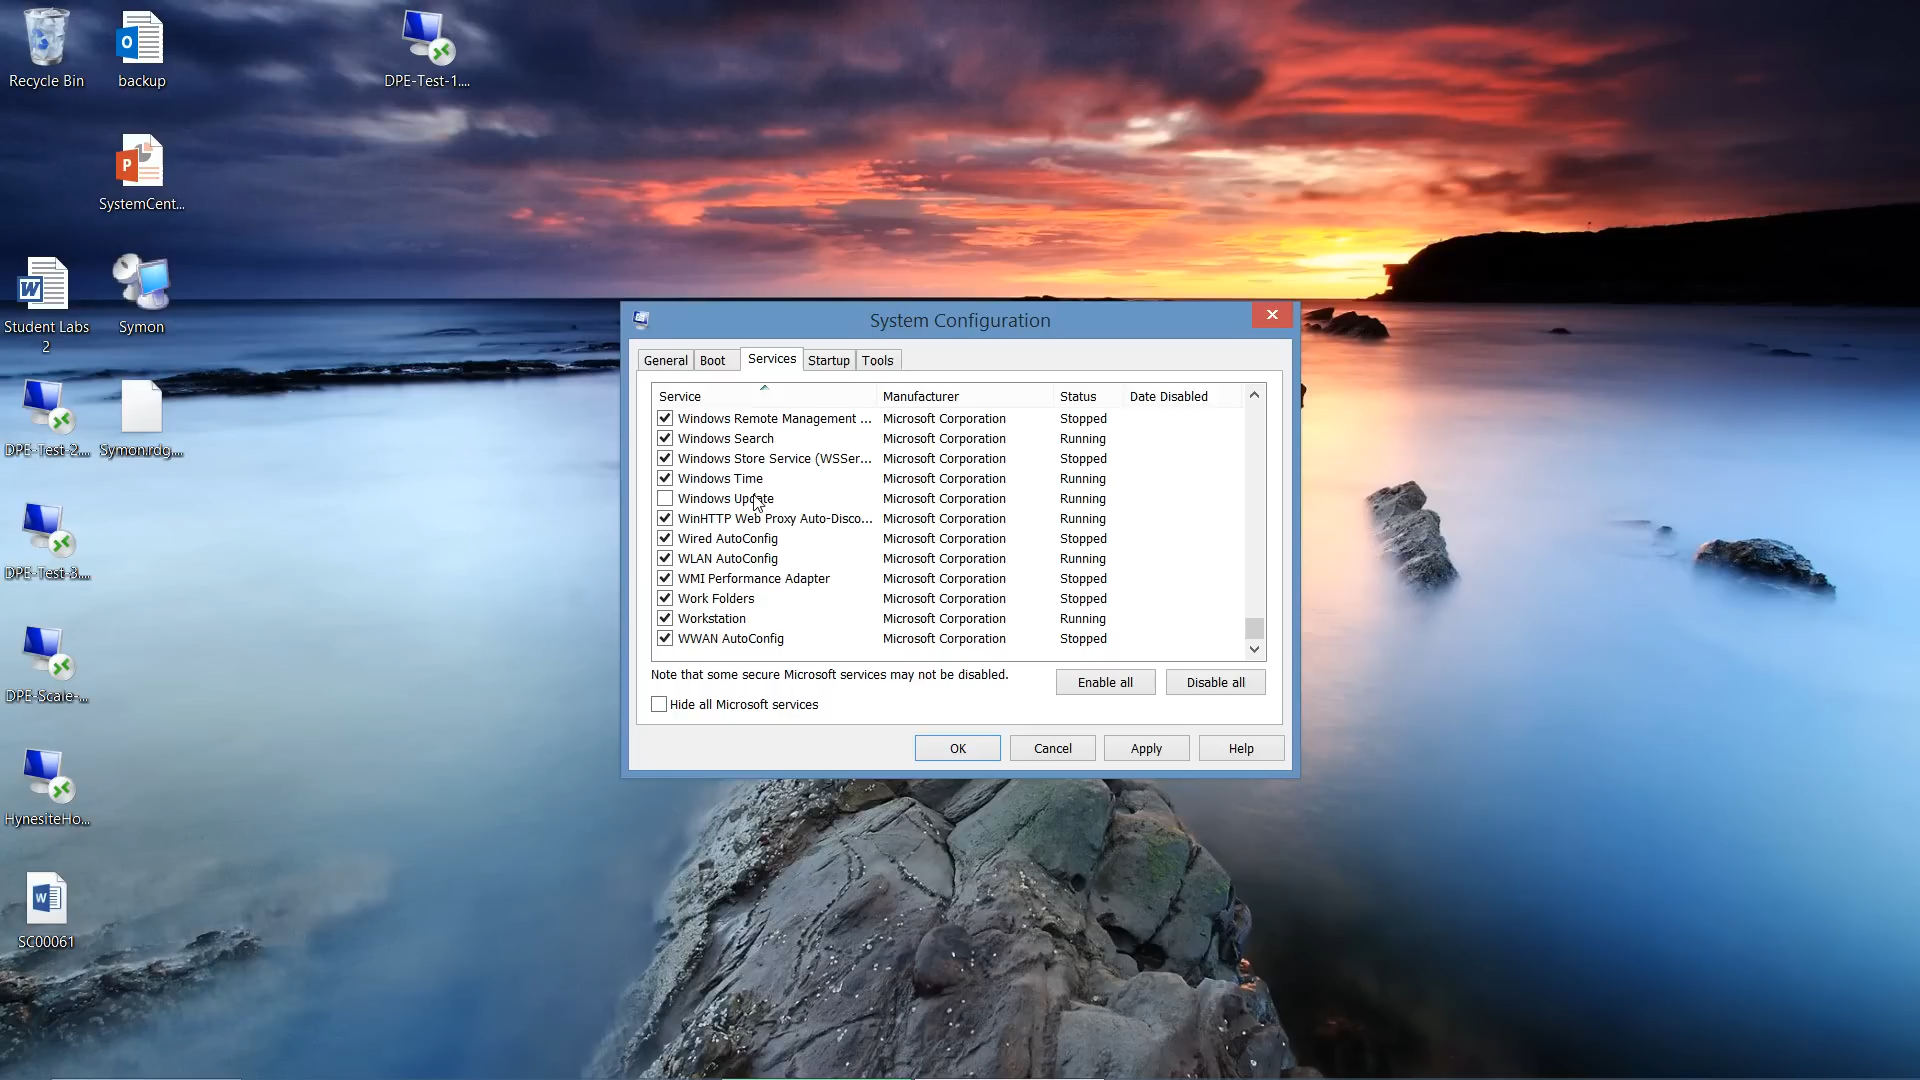 Recycle Bin
backup
DPE-Test-1....
SystemCent...
Student Labs
2
Symon
DPE-Test-2....
Symon.rdg....
DPE-Test-3....
DPE-Scale-...
HynesiteHo...
SC00061
System Configuration
General Boot Services Startup Tools
Service Manufacturer Status Date Disabled
Windows Remote Management ... Microsoft Corporation Stopped
Windows Search Microsoft Corporation Running
Windows Store Service (WSSer... Microsoft Corporation Stopped
Windows Time Microsoft Corporation Running
Windows Update Microsoft Corporation Running
WinHTTP Web Proxy Auto-Disco... Microsoft Corporation Running
Wired AutoConfig Microsoft Corporation Stopped
WLAN AutoConfig Microsoft Corporation Running
WMI Performance Adapter Microsoft Corporation Stopped
Work Folders Microsoft Corporation Stopped
Workstation Microsoft Corporation Running
WWAN AutoConfig Microsoft Corporation Stopped
Note that some secure Microsoft services may not be disabled.
Enable all Disable all
Hide all Microsoft services
OK Cancel Apply Help